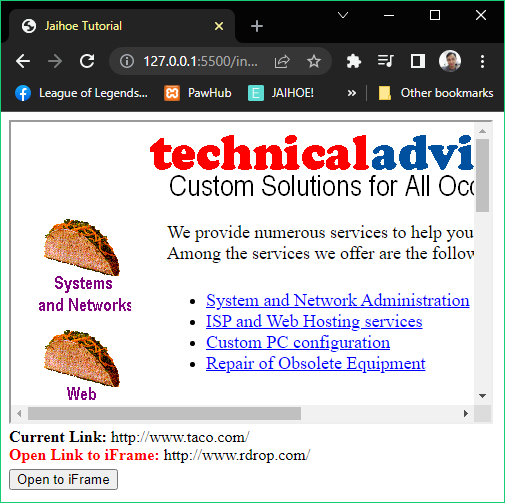 Jaihoe Tutorial
127.0.0.1:5500/in...
League of Legends...
PawHub
JAIHOE!
»
Other bookmarks
technicaladvi
Custom Solutions for All Occ
We provide numerous services to help you
Among the services we offer are the follow
Systems
and Networks
• System and Network Administration
• ISP and Web Hosting services
• Custom PC configuration
• Repair of Obsolete Equipment
Web
Current Link: http://www.taco.com/
Open Link to iFrame: http://www.rdrop.com/
Open to iFrame